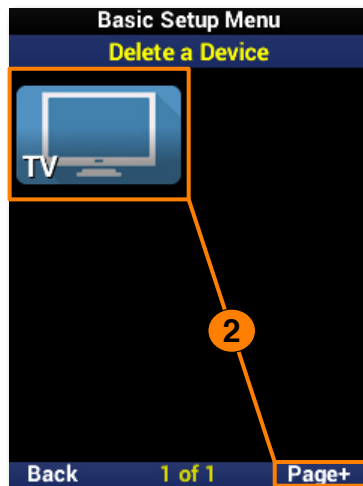 Basic Setup Menu
Delete a Device
TV
2
Back 1 of 1 Page+